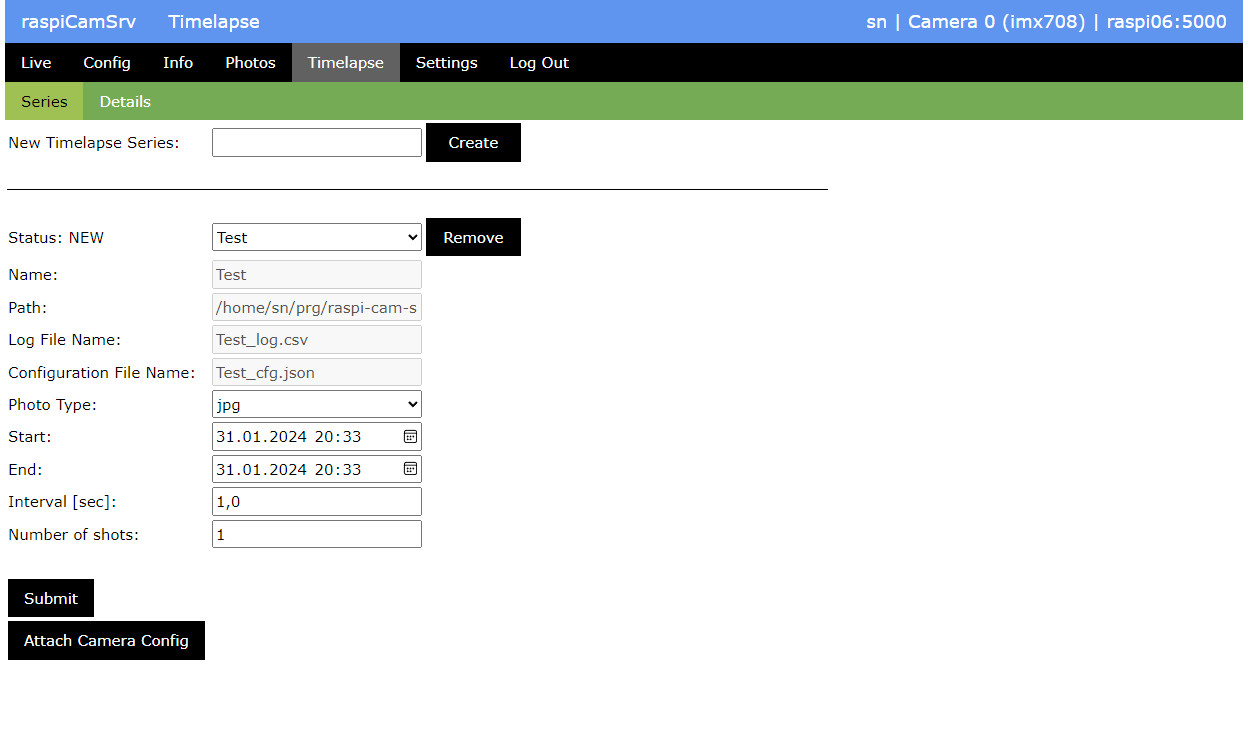 raspiCamSrv Timelapse sn | Camera 0 (imx708) | raspi06:5000
Live Config Info Photos Timelapse Settings Log Out
Series Details
New Timelapse Series: Create
Status: NEW Test Remove
Name: Test
Path: /home/sn/prg/raspi-cam-s
Log File Name: Test_log.csv
Configuration File Name: Test_cfg.json
Photo Type: jpg
Start: 31.01.2024 20:33
End: 31.01.2024 20:33
Interval [sec]: 1,0
Number of shots: 1
Submit
Attach Camera Config